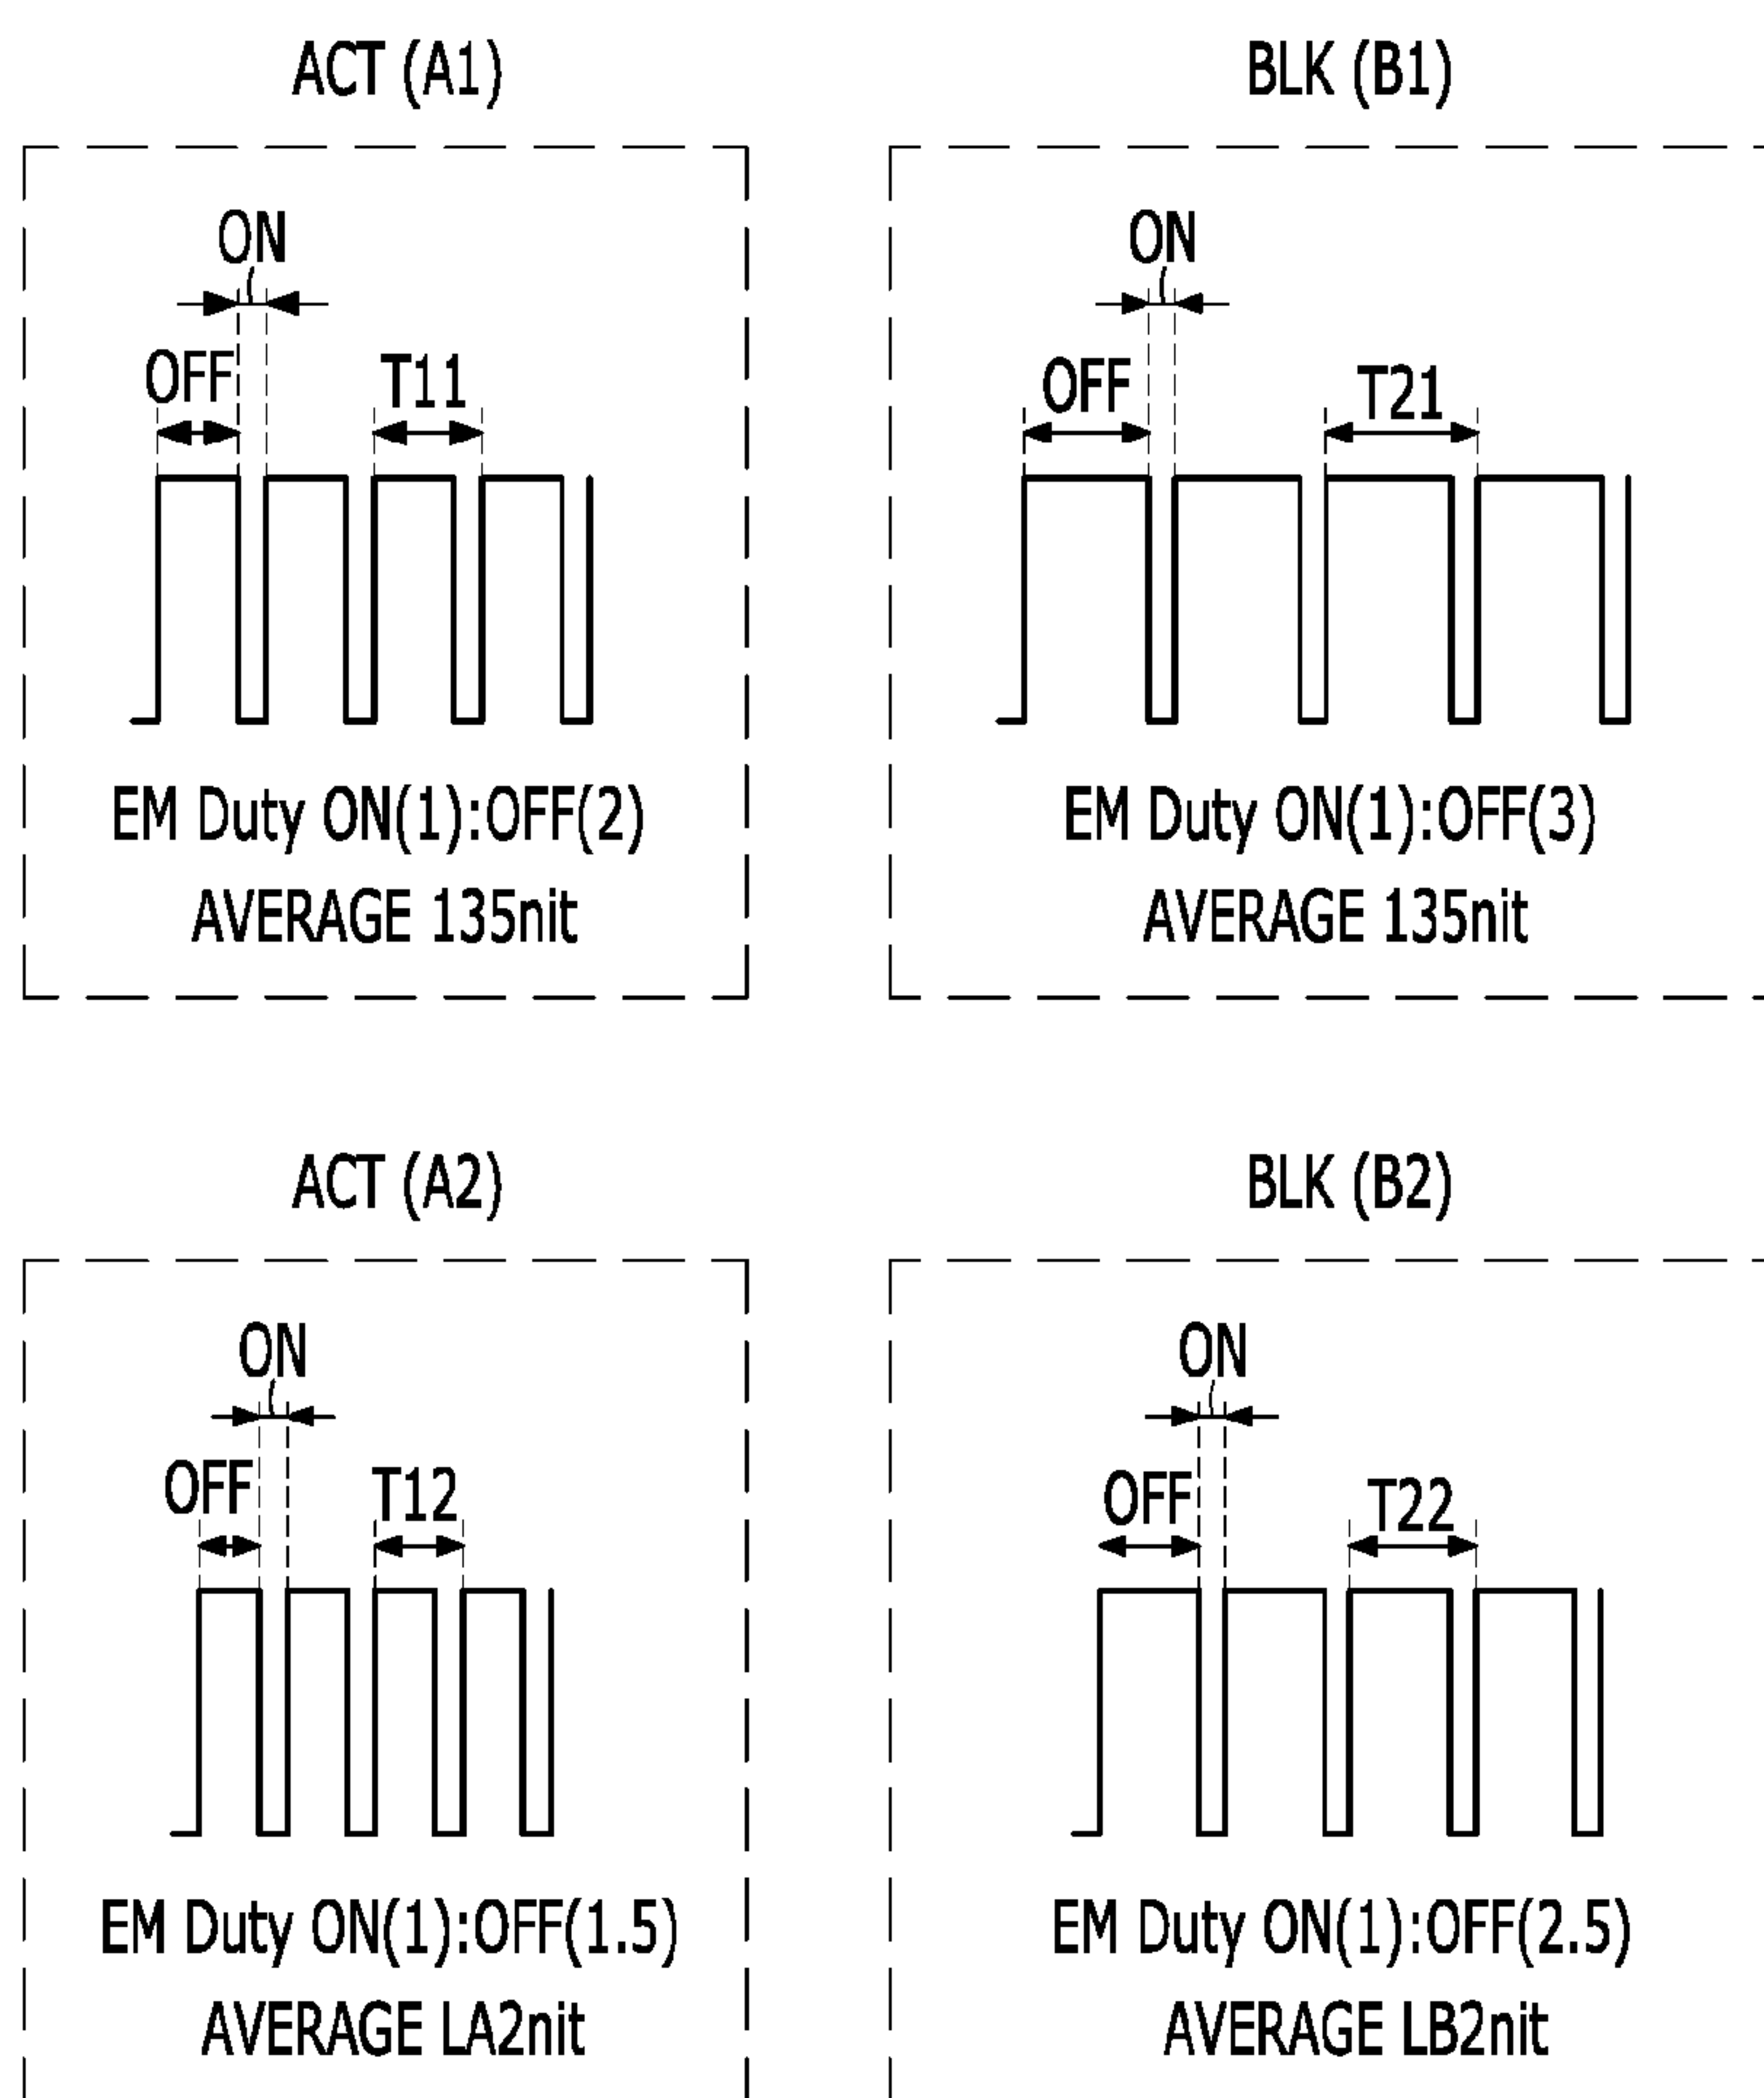 ACT (A1)
ON
OFF
T11
EM Duty ON(1):OFF(2)
AVERAGE 135nit
BLK (B1)
ON
OFF
T21
EM Duty ON(1):OFF(3)
AVERAGE 135nit
ACT (A2)
ON
OFF
T12
EM Duty ON(1):OFF(1.5)
AVERAGE LA2nit
BLK (B2)
ON
OFF
T22
EM Duty ON(1):OFF(2.5)
AVERAGE LB2nit